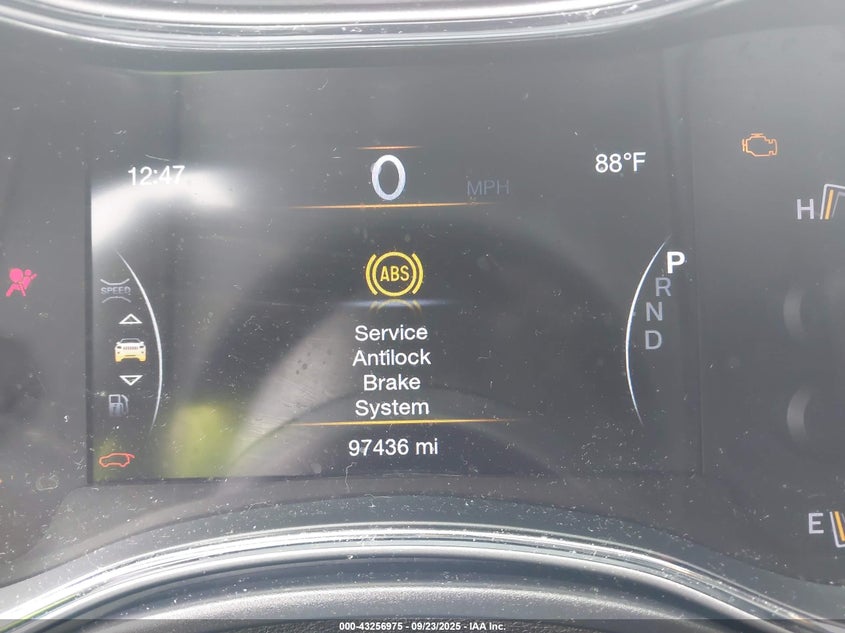 12:47
0
MPH
88°F
H
ABS
SPEED
P
R
N
D
Service
Antilock
Brake
System
97436 mi
E
000-43256975 - 09/23/2025 - IAA Inc.